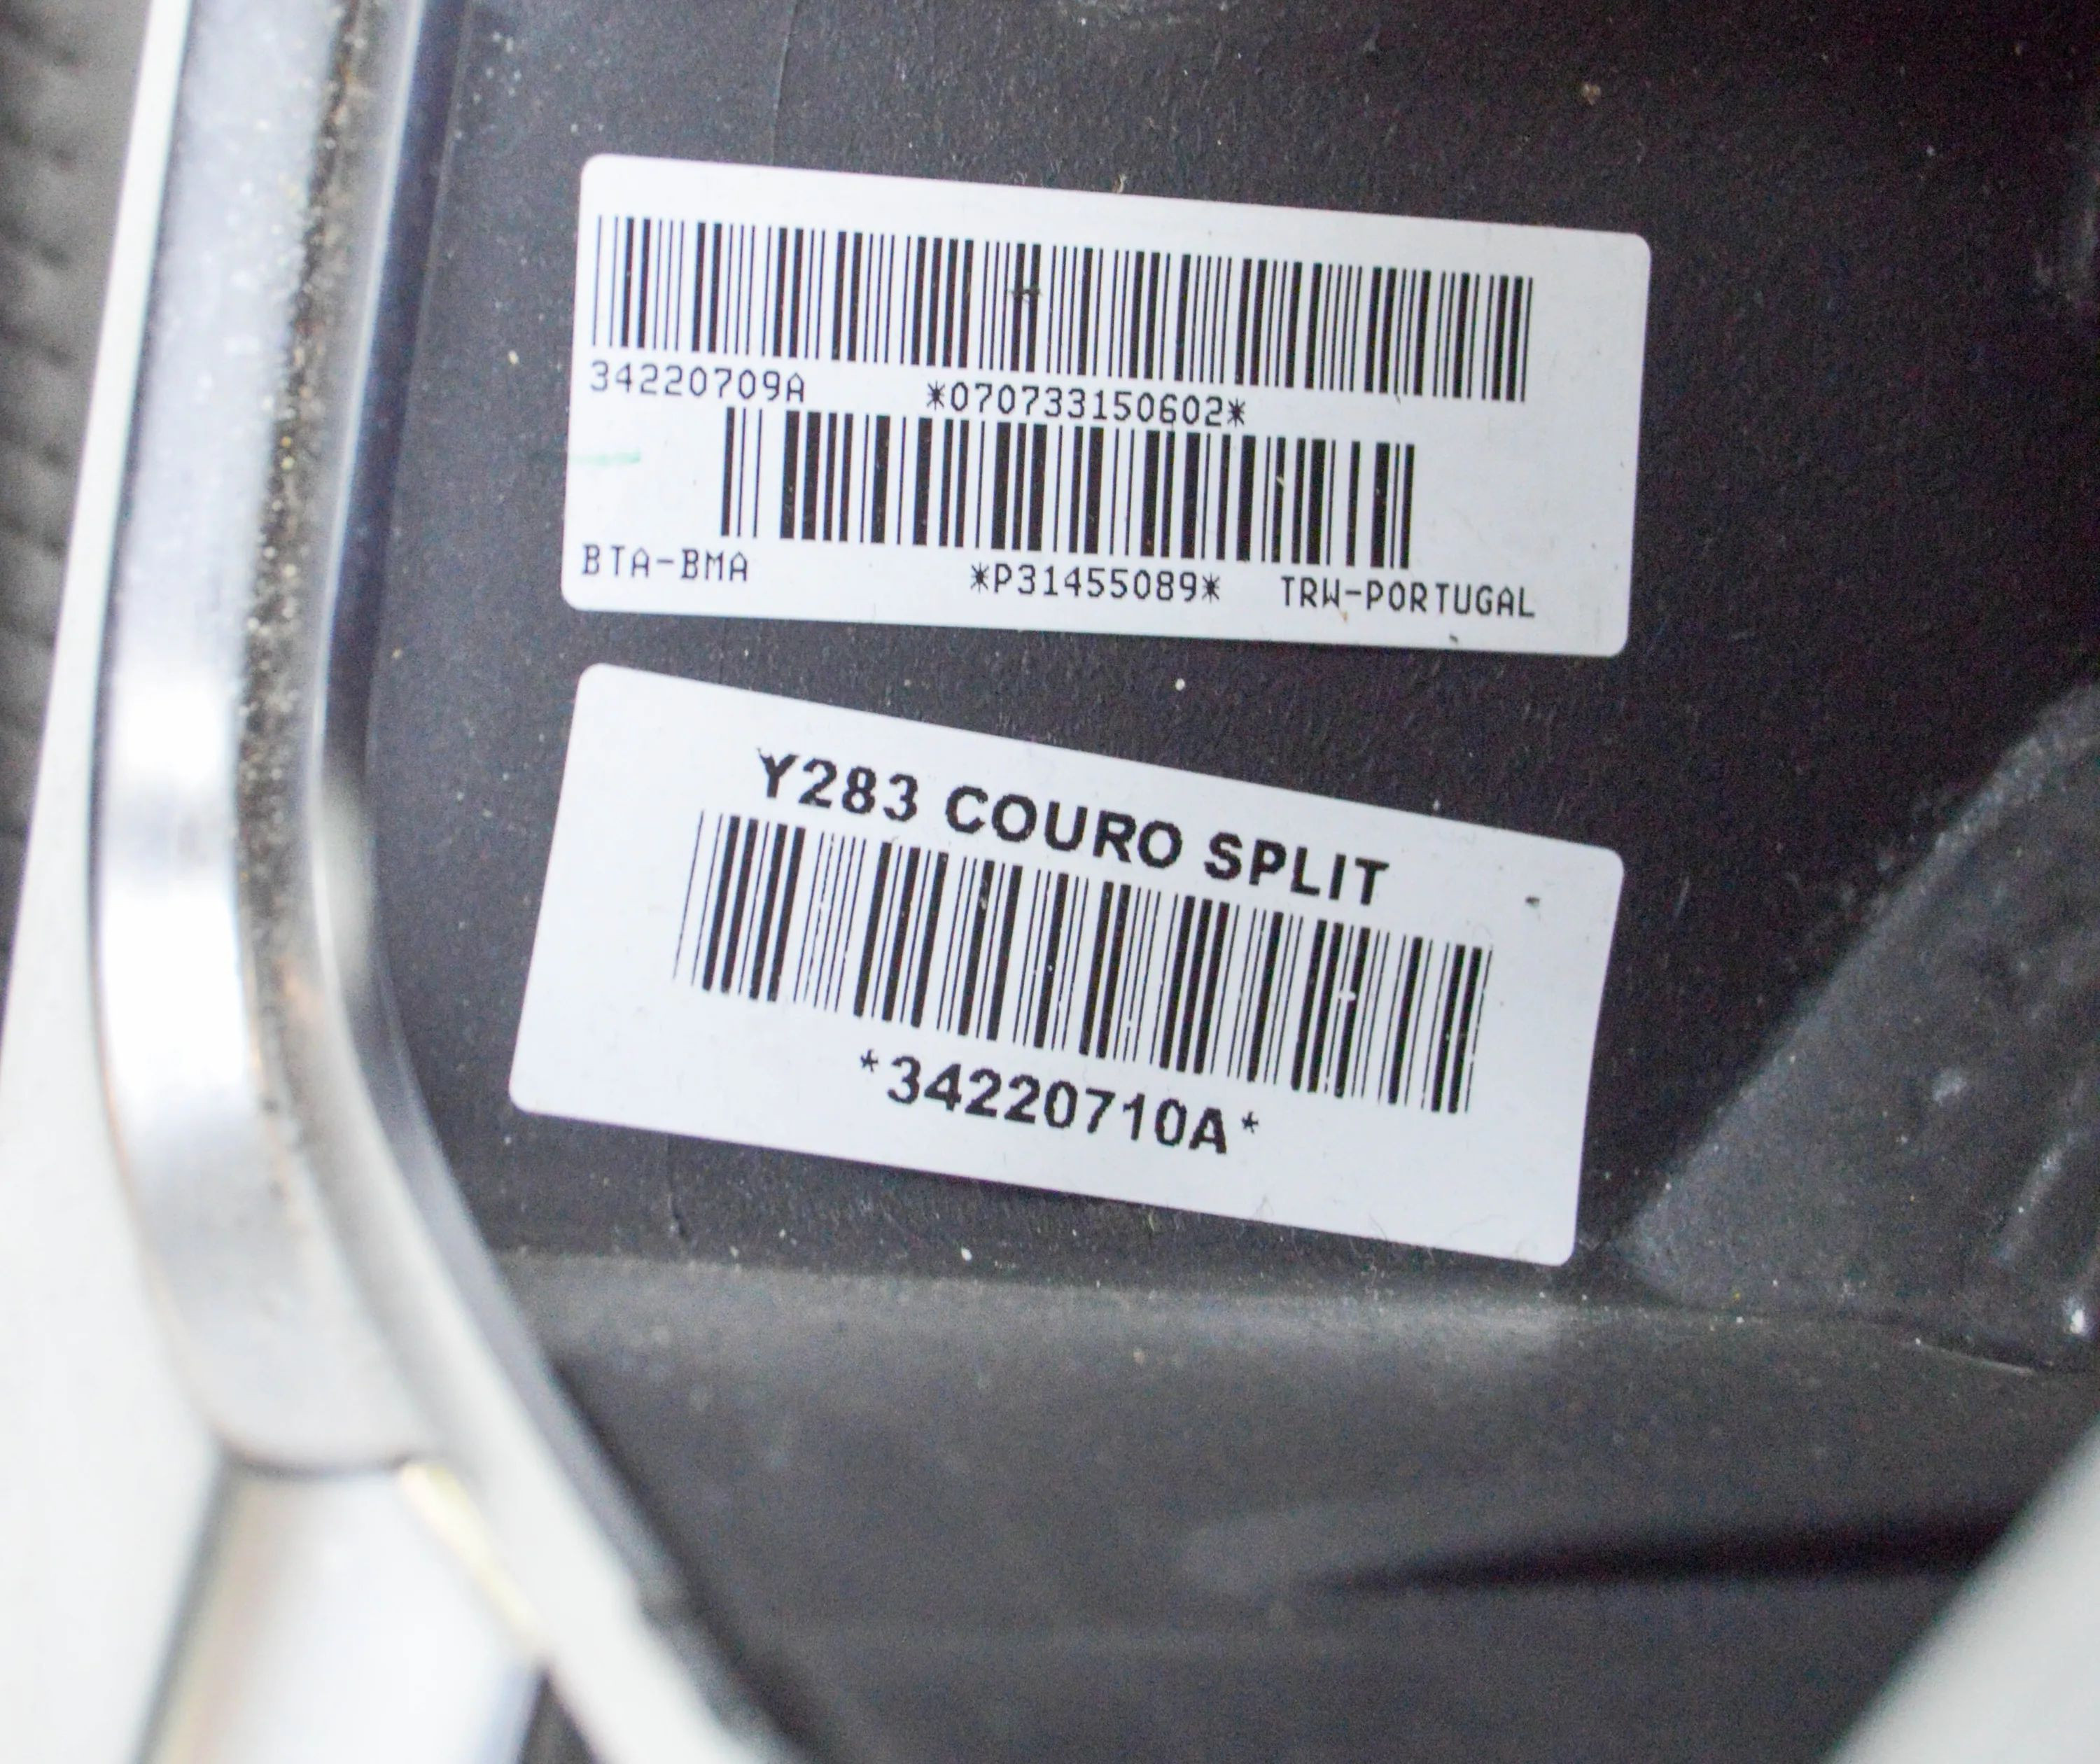 34220709A *070733150602*
BTA-BMA *P31455089* TRW-PORTUGAL
Y283 COURO SPLIT
*34220710A*